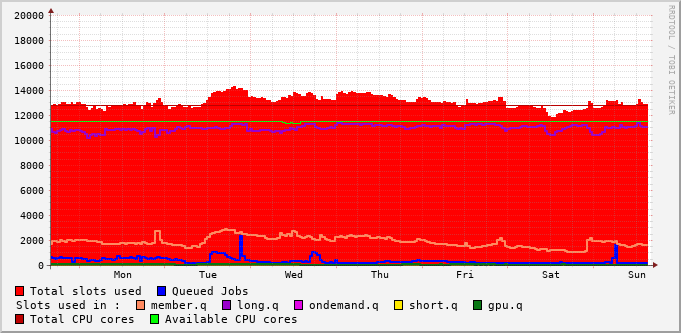 20000
18000
16000
14000
12000
10000
8000
6000
4000
2000
0
Mon Tue Wed Thu Fri Sat Sun
RRDTOOL / TOBI OETIKER
Total slots used Queued Jobs
Slots used in : member.q long.q ondemand.q short.q gpu.q
Total CPU cores Available CPU cores